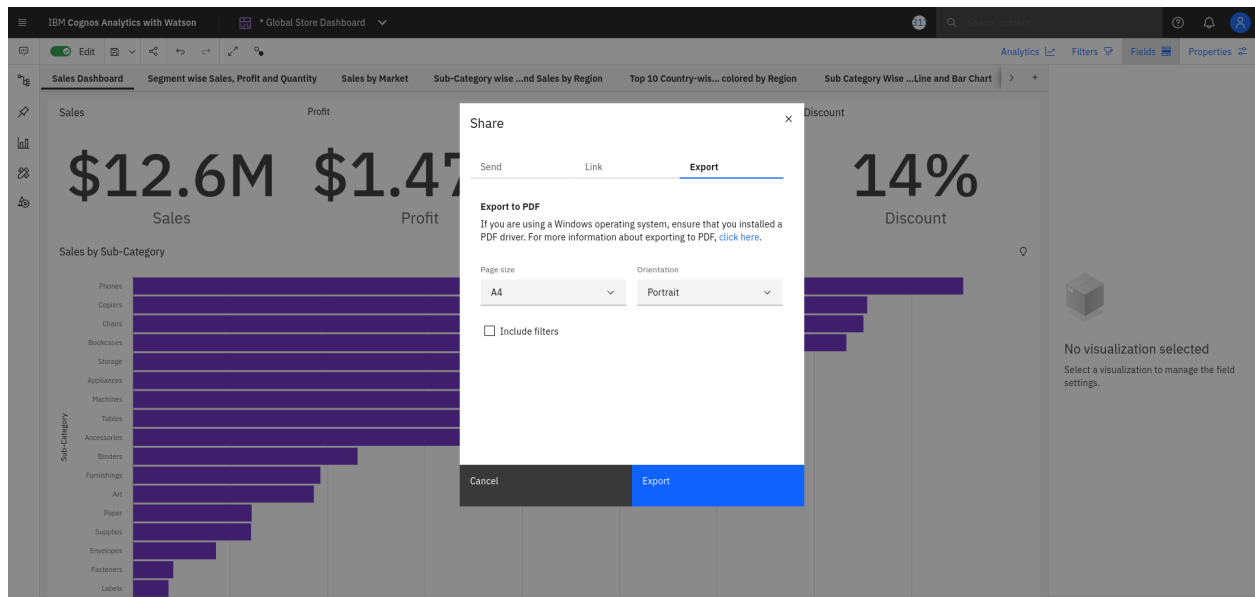 IBM Cognos Analytics with Watson
* Global Store Dashboard
Search content
Edit
Analytics
Filters
Fields
Properties
Sales Dashboard
Segment wise Sales, Profit and Quantity
Sales by Market
Sub-Category wise ...nd Sales by Region
Top 10 Country-wis... colored by Region
Sub Category Wise ...Line and Bar Chart
Sales
Profit
Discount
$12.6M
$1.47
14%
Sales
Profit
Discount
Sales by Sub-Category
Sub-Category
Phones
Copiers
Chairs
Bookcases
Storage
Appliances
Machines
Tables
Accessories
Binders
Furnishings
Art
Paper
Supplies
Envelopes
Fasteners
Labels
Share
Send
Link
Export
Export to PDF
If you are using a Windows operating system, ensure that you installed a
PDF driver. For more information about exporting to PDF, click here.
Page size
Orientation
A4
Portrait
Include filters
Cancel
Export
No visualization selected
Select a visualization to manage the field
settings.